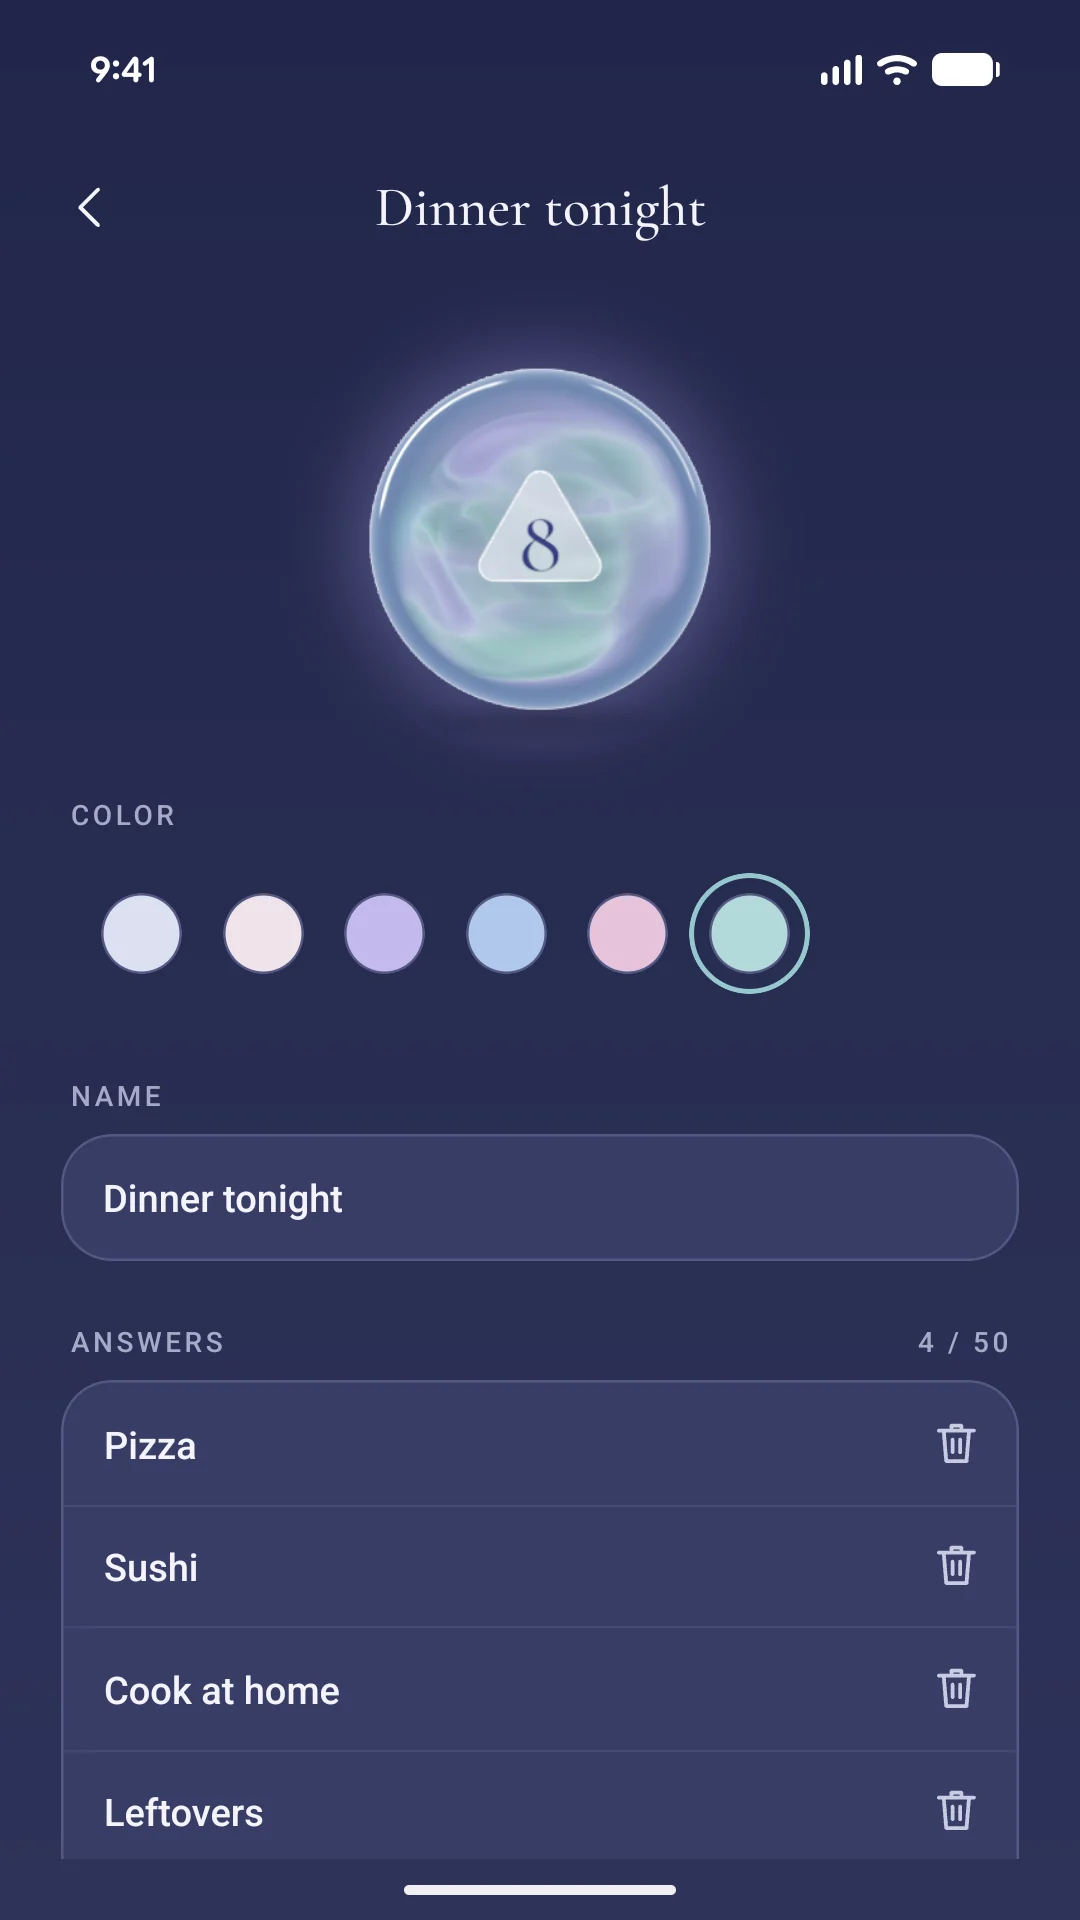 9:41
Dinner tonight
8
COLOR
NAME
Dinner tonight
ANSWERS
4 / 50
Pizza
Sushi
Cook at home
Leftovers